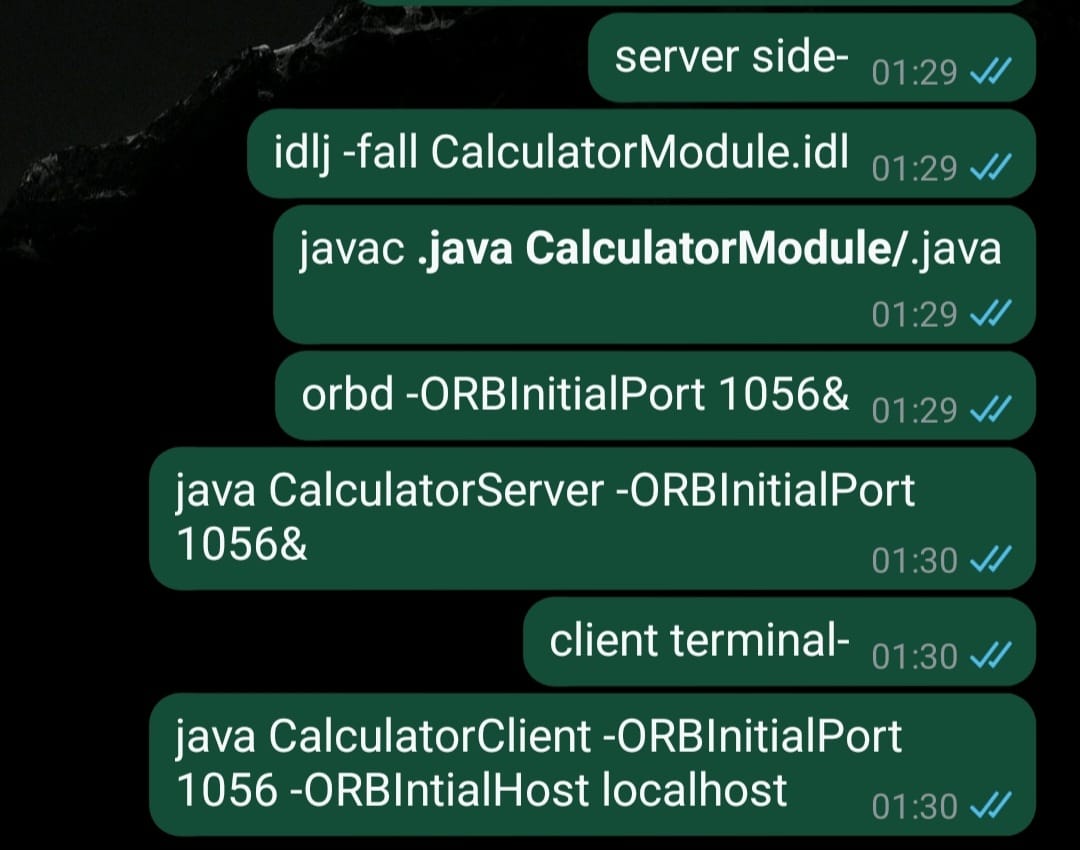 server side-
01:29
idlj -fall CalculatorModule.idl
01:29
javac .java CalculatorModule/.java
01:29
orbd -ORBInitialPort 1056&
01:29
java CalculatorServer -ORBInitialPort
1056&
01:30
client terminal-
01:30
java CalculatorClient -ORBInitialPort
1056 -ORBIntialHost localhost
01:30